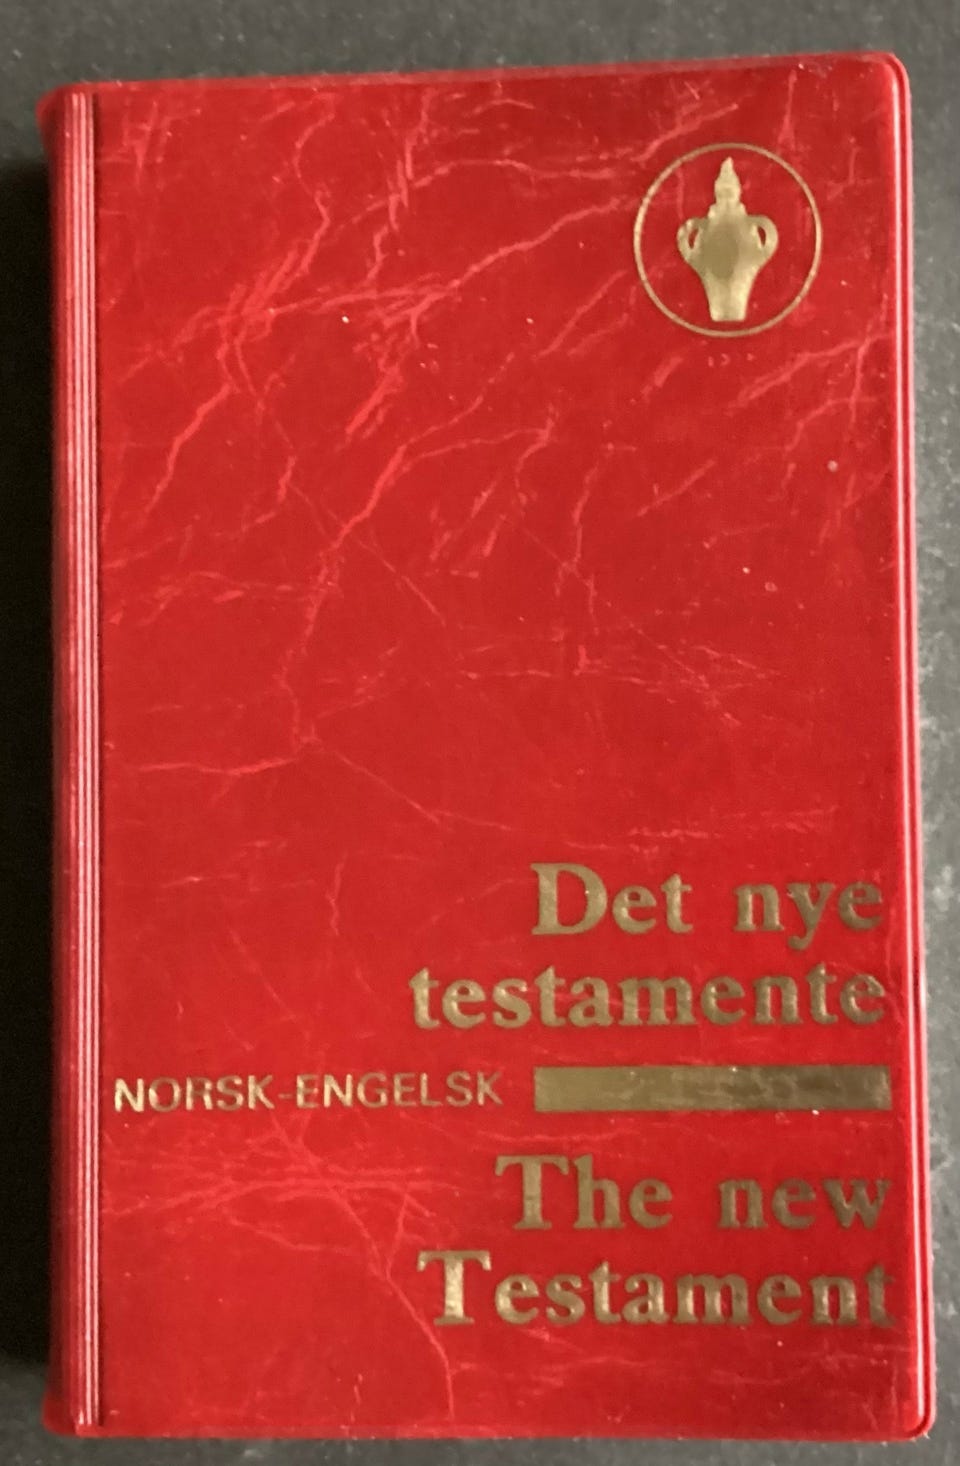 Det nye
testamente
NORSK-ENGELSK
The new
Testament